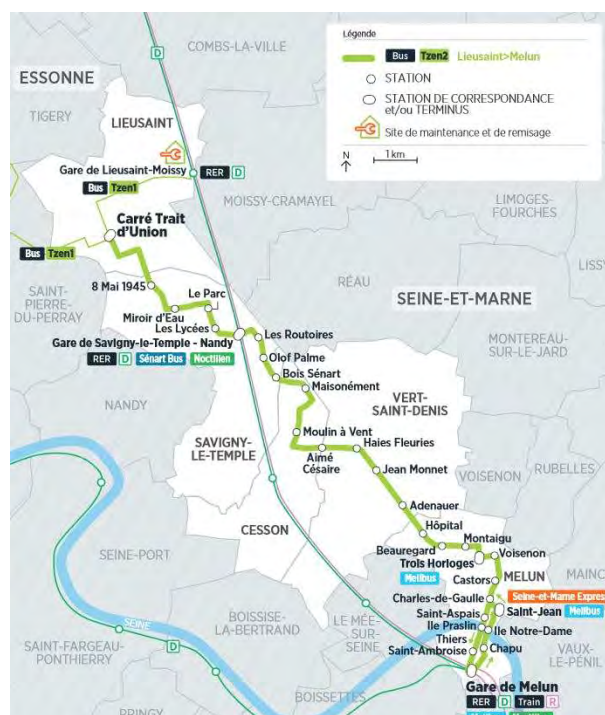 Légende
Bus Tzen2 Lieusaint>Melun
STATION
STATION DE CORRESPONDANCE
et/ou TERMINUS
Site de maintenance et de remisage
N
1 km
D
COMBS-LA-VILLE
ESSONNE
TIGERY
LIEUSAINT
Gare de Lieusaint-Moissy
RER D
Bus Tzen1
MOISSY-CRAMAYEL
LIMOGES-
FOURCHES
Carré Trait
d'Union
Bus Tzen1
LISSY
RÉAU
SAINT-
PIERRE-
DU-PERRAY
8 Mai 1945
Le Parc
Miroir d'Eau
Les Lycées
SEINE-ET-MARNE
Gare de Savigny-le-Temple - Nandy
RER D Sénart Bus Noctilien
Les Routoires
Olof Palme
Bois Sénart
Maisonément
MONTEREAU-
SUR-LE-JARD
NANDY
VERT-
SAINT-DENIS
Moulin à Vent
Haies Fleuries
Aimé
Césaire
SAVIGNY-
LE-TEMPLE
Jean Monnet
VOISENON
RUBELLES
Adenauer
CESSON
Hôpital
Montaigu
Beauregard
Voisenon
Trois Horloges
Melibus
SEINE-PORT
MELUN
Castors
MAINC
Charles-de-Gaulle
Seine-et-Marne Expres
Saint-Aspais
Saint-Jean Melibus
SEINE
BOISSISE-
LA-BERTRAND
LE MÉE-
SUR-
SEINE
Ile Praslin
Ile Notre-Dame
Thiers
Chapu
Saint-Ambroise
VAUX-
LE-PÉNIL
D
SAINT-FARGEAU-
PONTHIERRY
BOISSETTES
Gare de Melun
RER D Train R
PRINGY